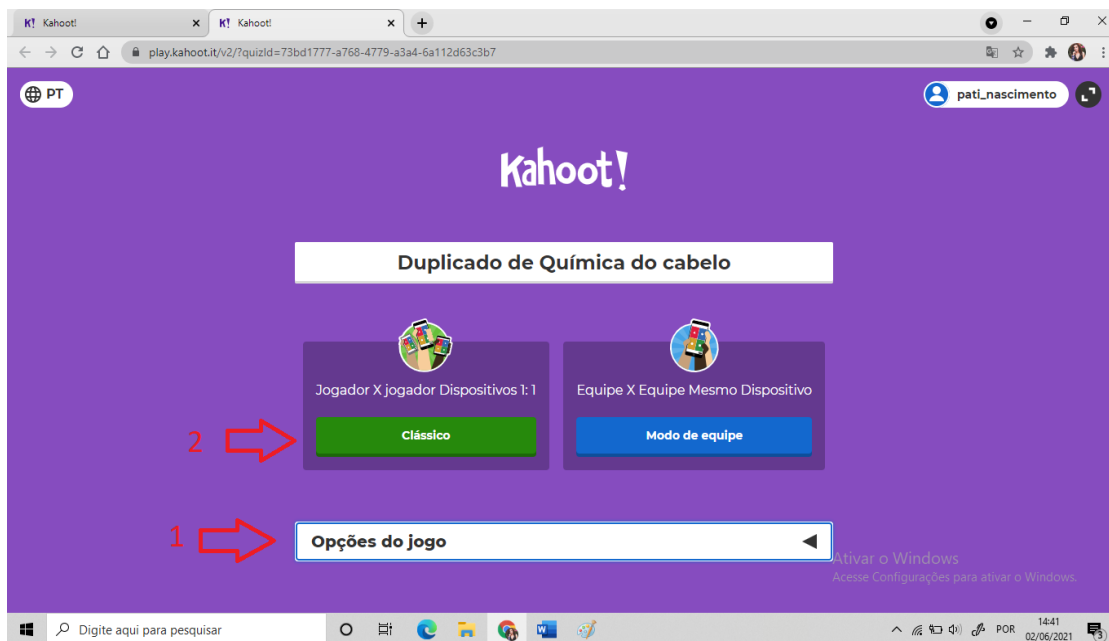 K! Kahoot!
K! Kahoot!
play.kahoot.it/v2/?quizId=73bd1777-a768-4779-a3a4-6a112d63c3b7
PT
pati_nascimento
Kahoot!
Duplicado de Química do cabelo
Jogador X jogador Dispositivos 1: 1
Equipe X Equipe Mesmo Dispositivo
2
Clássico
Modo de equipe
1
Opções do jogo
Ativar o Windows
Acesse Configurações para ativar o Windows.
Digite aqui para pesquisar
POR
14:41
02/06/2021